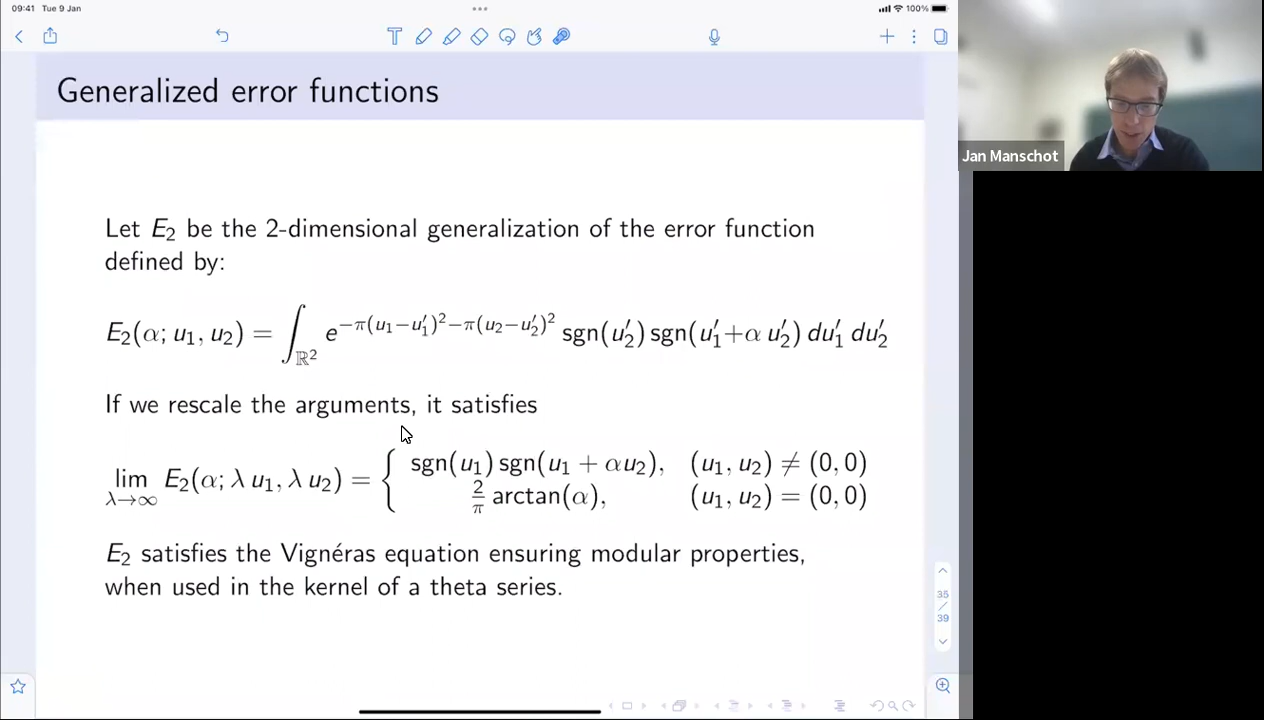 09:41 Tue 9 Jan
100%
Generalized error functions
Jan Manschot
Let E₂ be the 2-dimensional generalization of the error function
defined by:
E₂(α; u₁, u₂) = ∫_{ℝ²} e^{−π(u₁−u₁′)²−π(u₂−u₂′)²} sgn(u₂′) sgn(u₁′+α u₂′) du₁′ du₂′
If we rescale the arguments, it satisfies
lim_{λ→∞} E₂(α; λ u₁, λ u₂) = { sgn(u₁) sgn(u₁ + αu₂), (u₁, u₂) ≠ (0, 0)
2/π arctan(α), (u₁, u₂) = (0, 0)
E₂ satisfies the Vignéras equation ensuring modular properties,
when used in the kernel of a theta series.
35
/
39